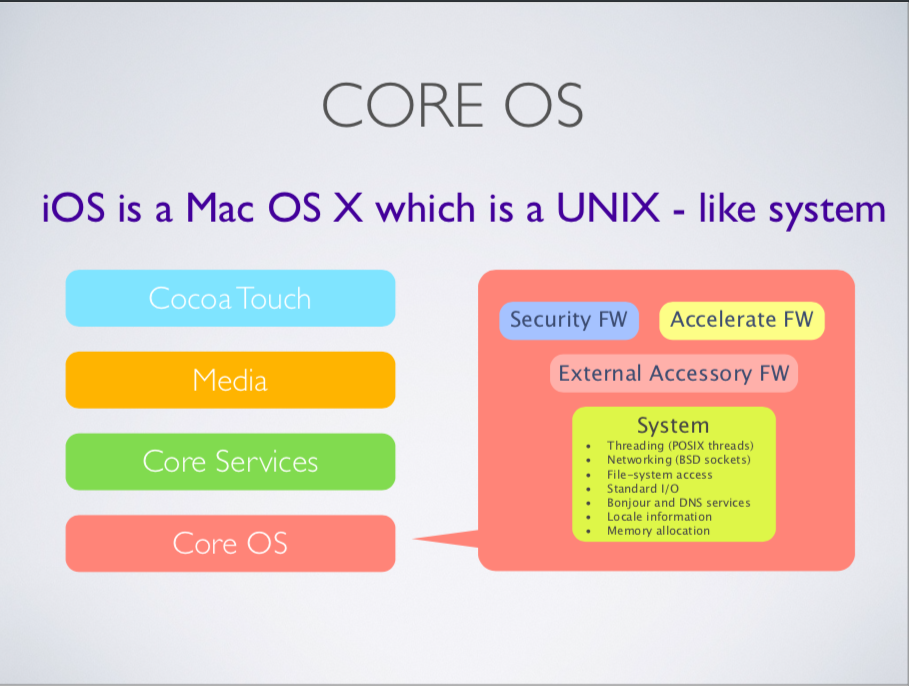 CORE OS
iOS is a Mac OS X which is a UNIX - like system
Cocoa Touch
Media
Core Services
Core OS
Security FW
Accelerate FW
External Accessory FW
System
• Threading (POSIX threads)
• Networking (BSD sockets)
• File-system access
• Standard I/O
• Bonjour and DNS services
• Locale information
• Memory allocation